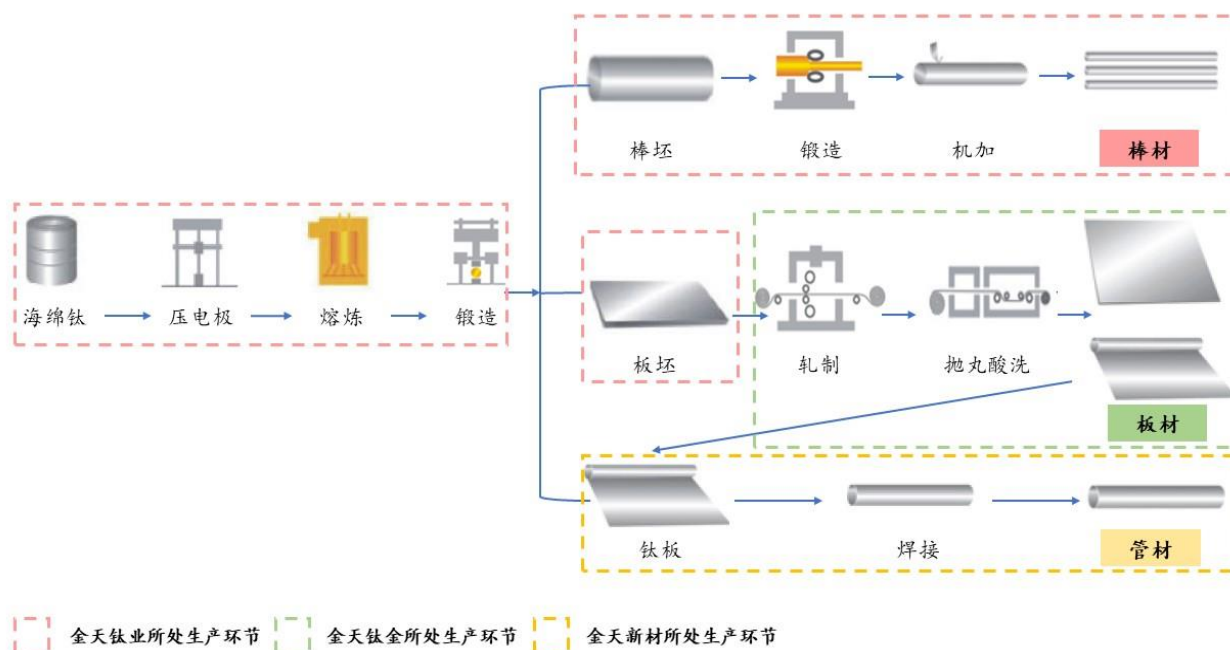 棒坯 锻造 机加 棒材
海绵钛 压电极 熔炼 锻造
板坯 轧制 抛丸酸洗
板材
钛板 焊接 管材
金天钛业所处生产环节 金天钛金所处生产环节 金天新材所处生产环节